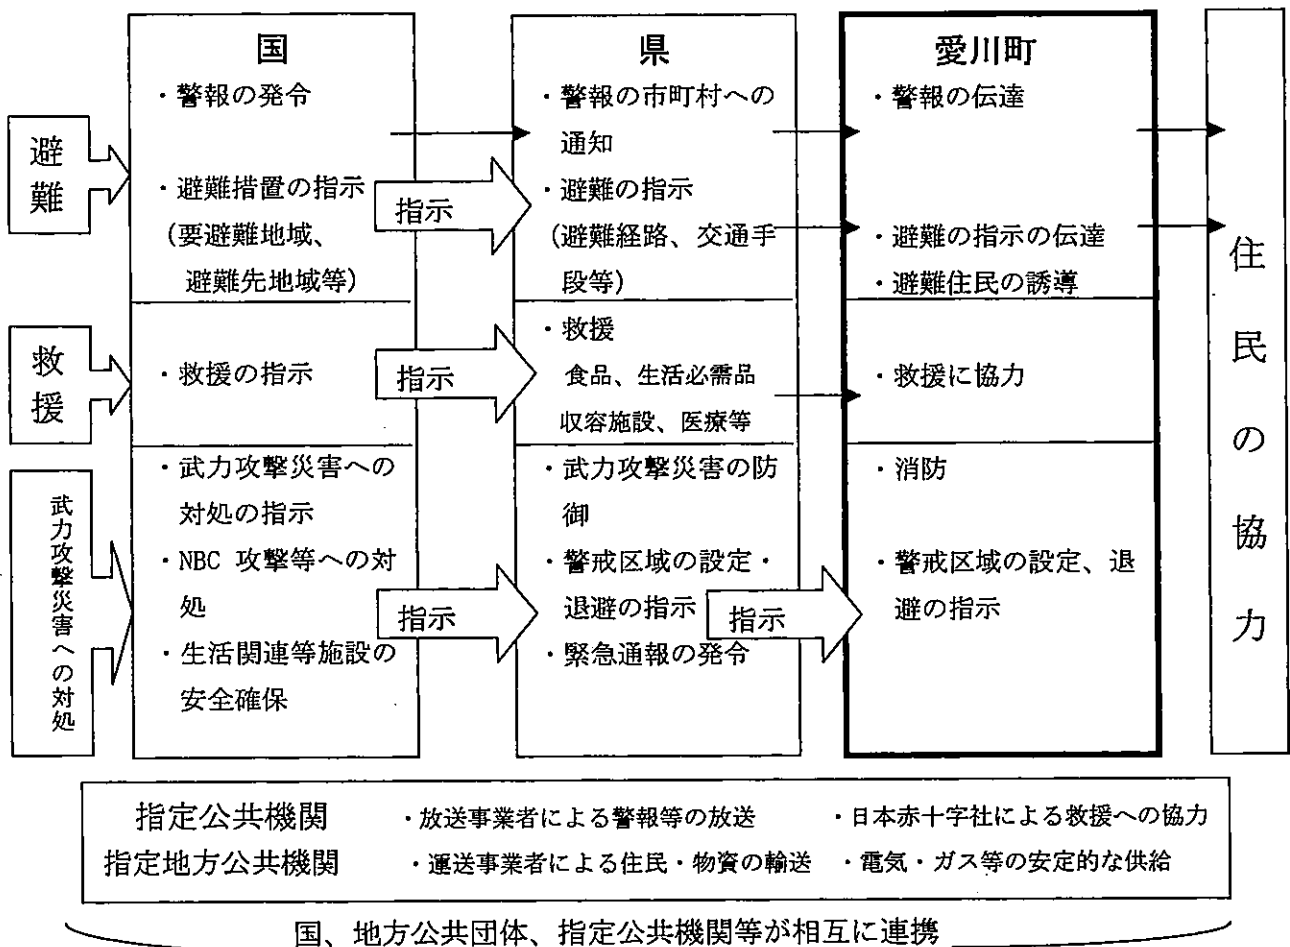 避難
国
・警報の発令
・避難措置の指示
(要避難地域、
避難先地域等)
指示
県
・警報の市町村への
通知
・避難の指示
(避難経路、交通手
段等)
愛川町
・警報の伝達
・避難の指示の伝達
・避難住民の誘導
救援
・救援の指示
指示
・救援
食品、生活必需品
収容施設、医療等
・救援に協力
武力攻撃災害への対処
・武力攻撃災害への
対処の指示
・NBC 攻撃等への対
処
・生活関連等施設の
安全確保
指示
・武力攻撃災害の防
御
・警戒区域の設定・
退避の指示
・緊急通報の発令
指示
・消防
・警戒区域の設定、退
避の指示
住民の協力
指定公共機関
指定地方公共機関
・放送事業者による警報等の放送
・日本赤十字社による救援への協力
・運送事業者による住民・物資の輸送
・電気・ガス等の安定的な供給
国、地方公共団体、指定公共機関等が相互に連携